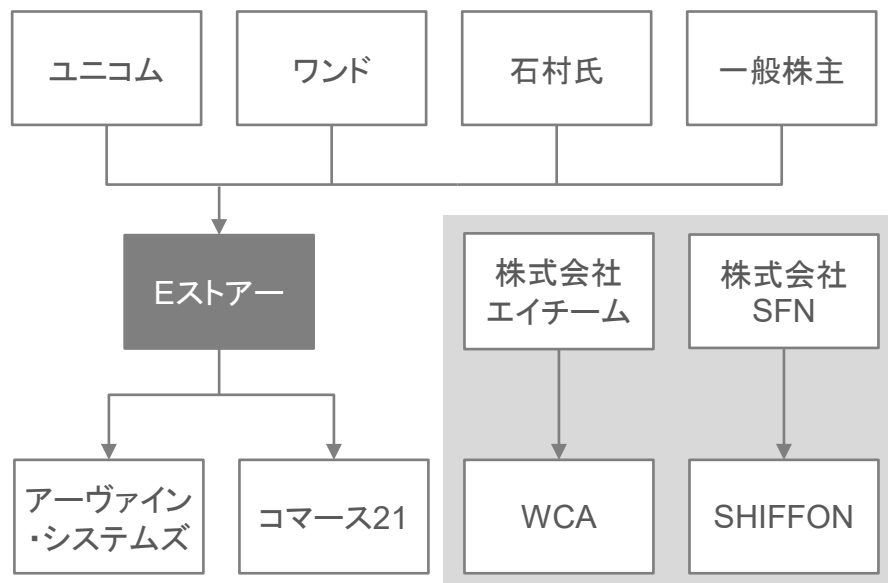 ユニコム
ワンド
石村氏
一般株主
Eストアー
株式会社
エイチーム
株式会社
SFN
アーヴァイン
・システムズ
コマース21
WCA
SHIFFON